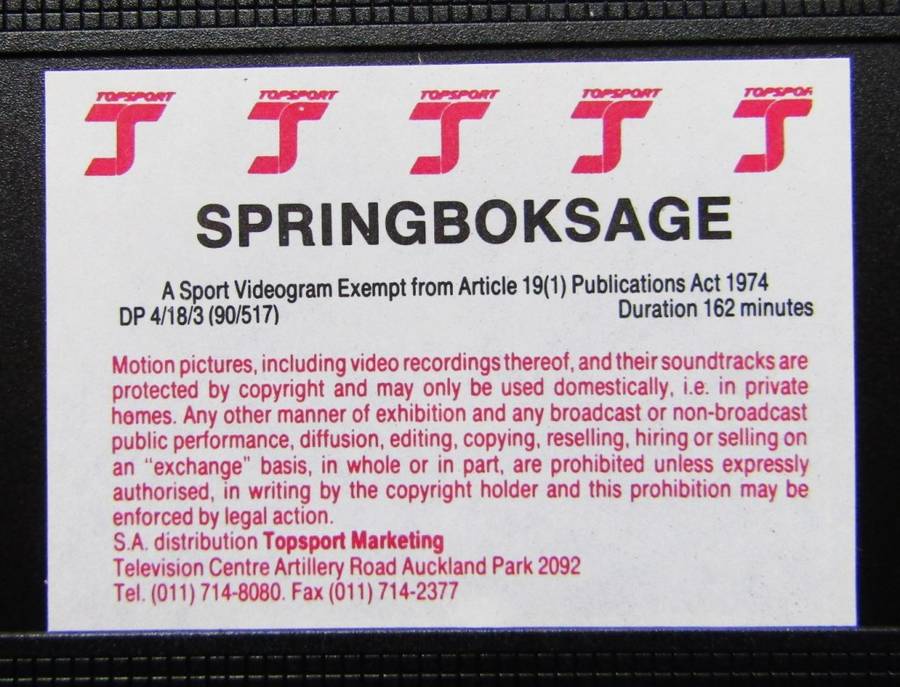 TOPSPORT TOPSPORT TOPSPORT TOPSPORT TOPSPOR
SPRINGBOKSAGE
A Sport Videogram Exempt from Article 19(1) Publications Act 1974
DP 4/18/3 (90/517) Duration 162 minutes
Motion pictures, including video recordings thereof, and their soundtracks are
protected by copyright and may only be used domestically, i.e. in private
homes. Any other manner of exhibition and any broadcast or non-broadcast
public performance, diffusion, editing, copying, reselling, hiring or selling on
an “exchange” basis, in whole or in part, are prohibited unless expressly
authorised, in writing by the copyright holder and this prohibition may be
enforced by legal action.
S.A. distribution Topsport Marketing
Television Centre Artillery Road Auckland Park 2092
Tel. (011) 714-8080. Fax (011) 714-2377